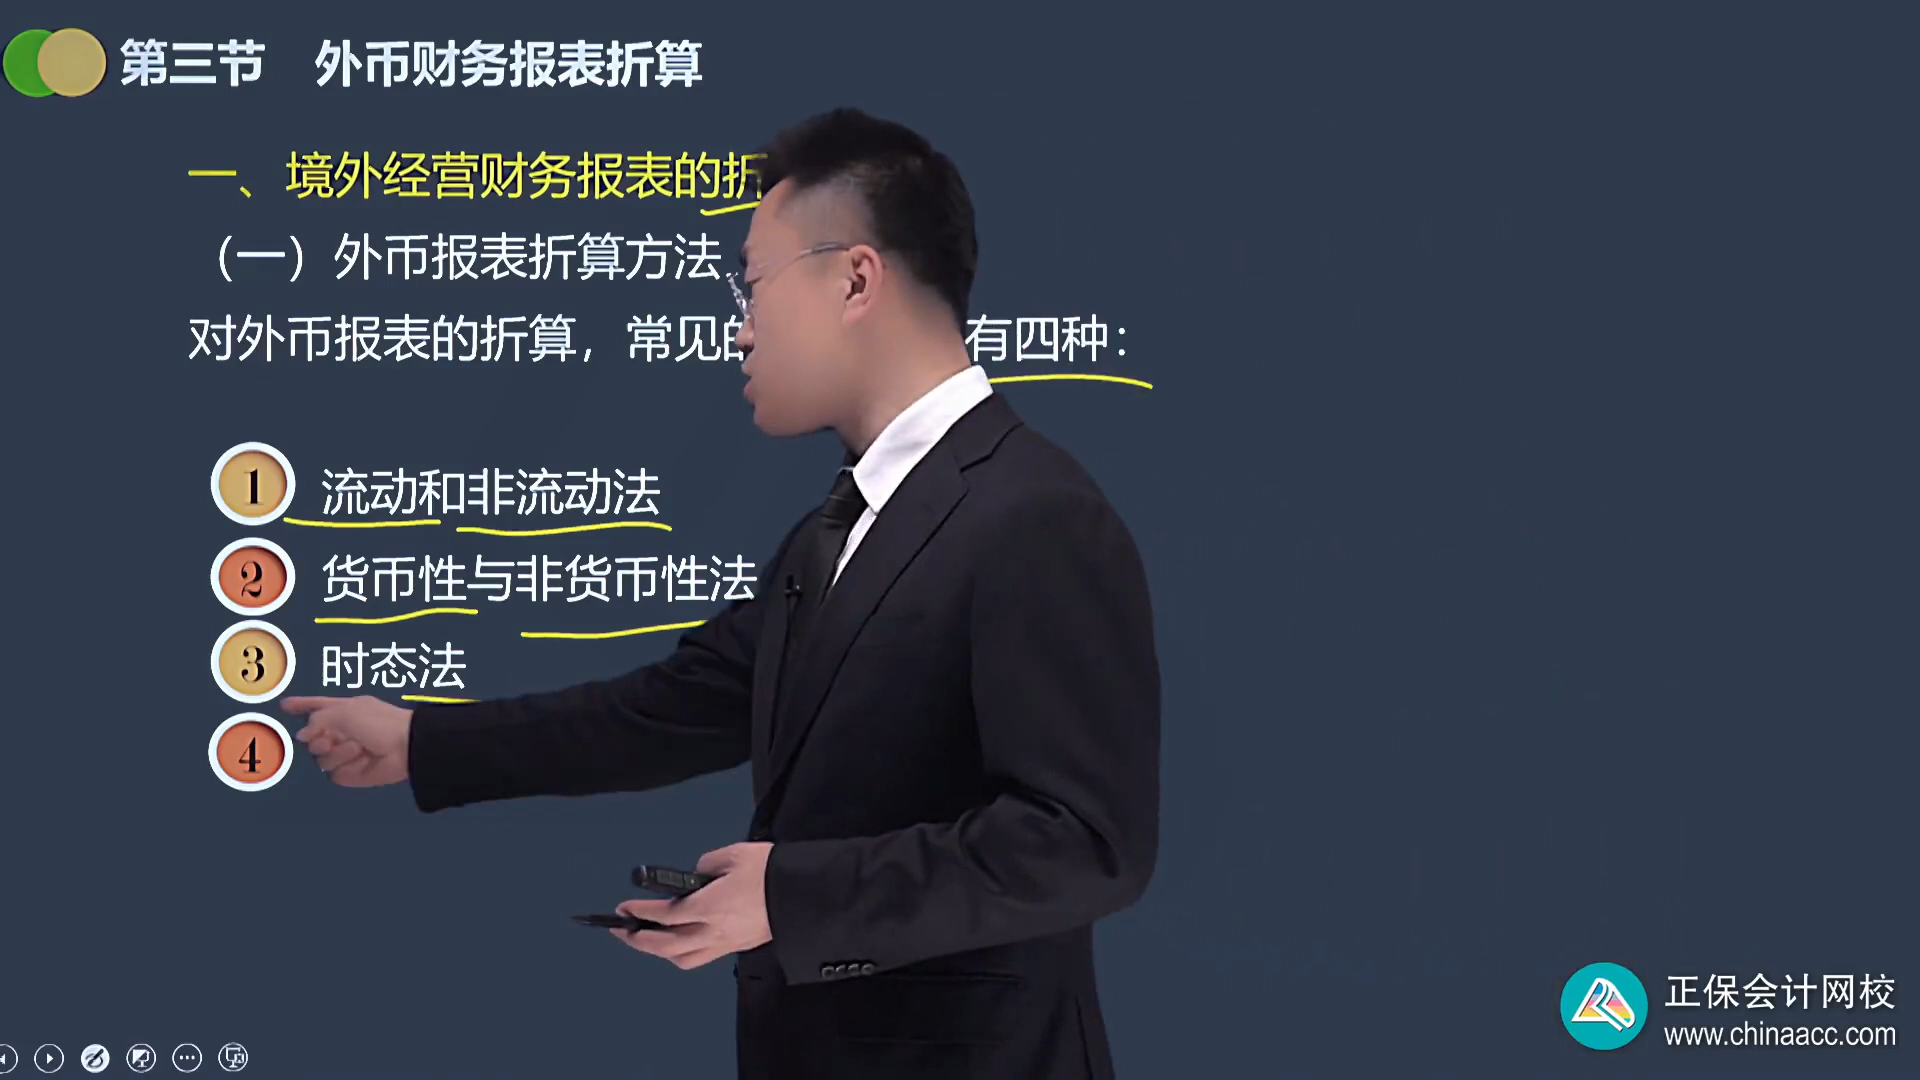 第三节 外币财务报表折算
一、境外经营财务报表的折
（一）外币报表折算方法
对外币报表的折算，常见的 有四种：
1 流动和非流动法
2 货币性与非货币性法
3 时态法
4
正保会计网校
www.chinaacc.com